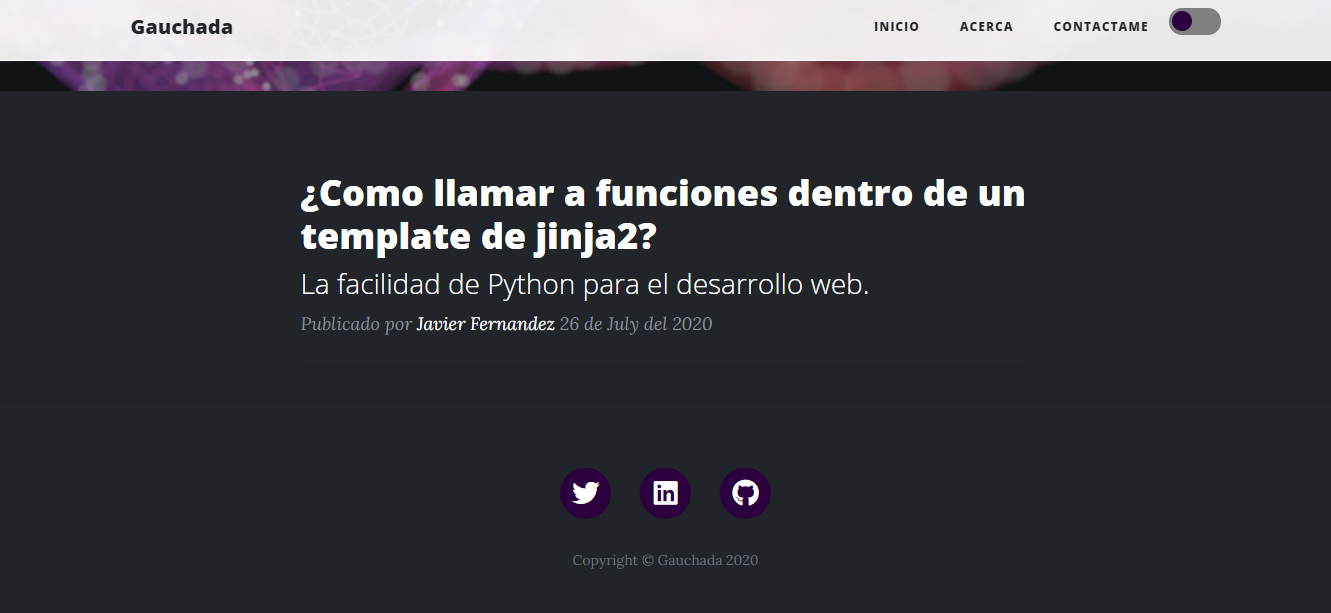 Gauchada
INICIO
ACERCA
CONTACTAME
¿Como llamar a funciones dentro de un
template de jinja2?
La facilidad de Python para el desarrollo web.
Publicado por Javier Fernandez 26 de July del 2020
in
Copyright © Gauchada 2020